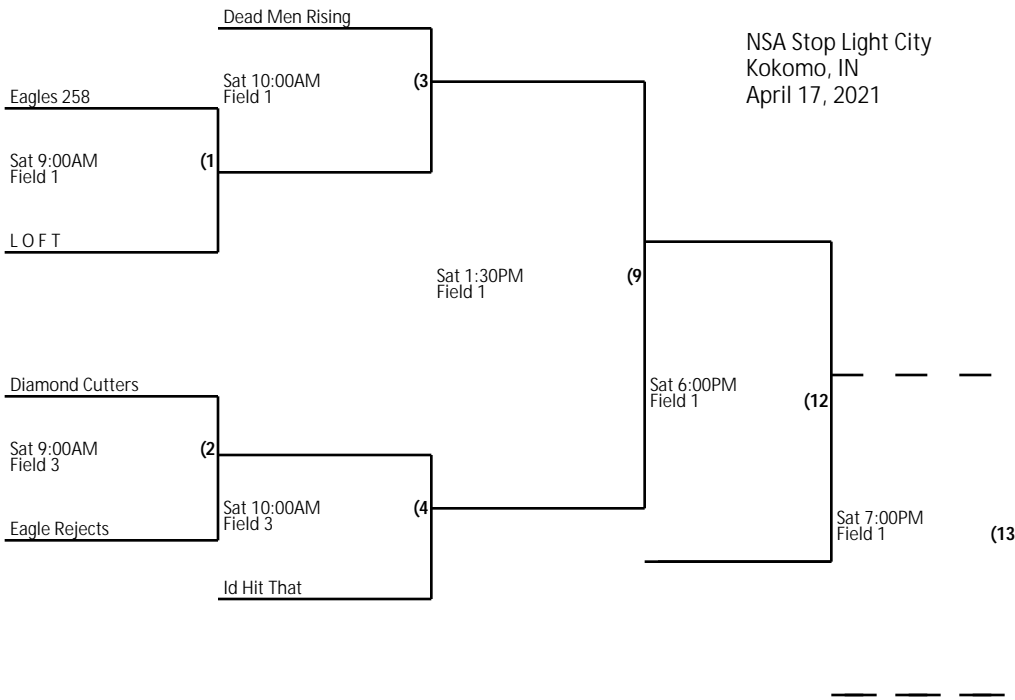 Dead Men Rising
NSA Stop Light City
Kokomo, IN
April 17, 2021
Sat 10:00AM
Field 1
(3
Eagles 258
Sat 9:00AM
Field 1
(1
L O F T
Sat 1:30PM
Field 1
(9
Diamond Cutters
Sat 6:00PM
Field 1
(12
Sat 9:00AM
Field 3
(2
Sat 10:00AM
Field 3
(4
Eagle Rejects
Sat 7:00PM
Field 1
(13
Id Hit That